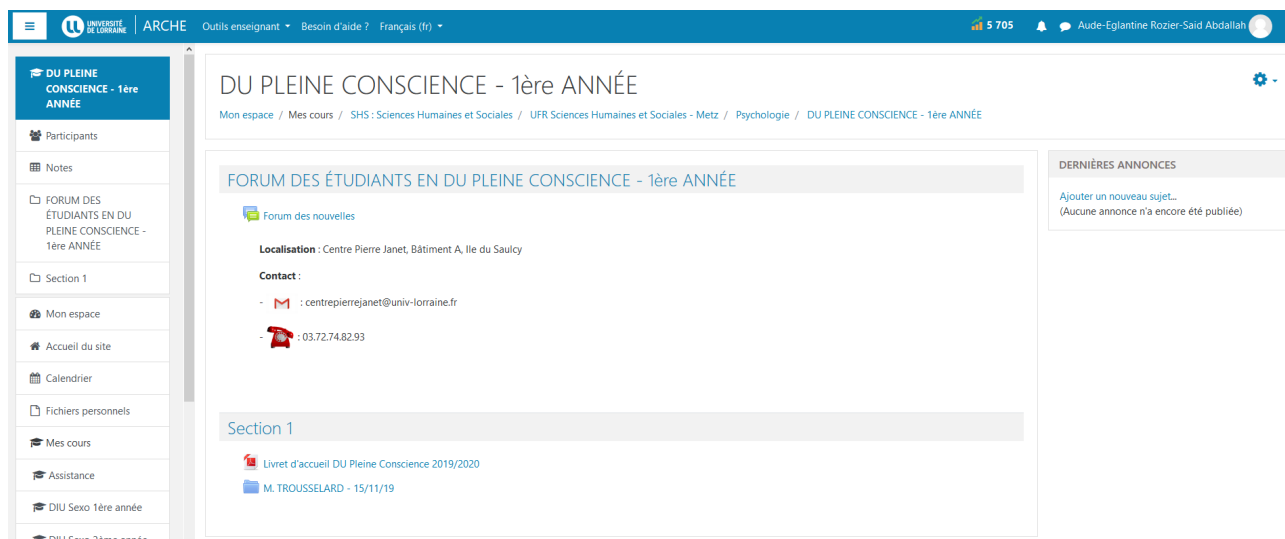 UNIVERSITÉ
DE LORRAINE
ARCHE
Outils enseignant
Besoin d'aide ?
Français (fr)
5 705
Aude-Eglantine Rozier-Said Abdallah
DU PLEINE
CONSCIENCE - 1ère
ANNÉE
Participants
Notes
FORUM DES
ÉTUDIANTS EN DU
PLEINE CONSCIENCE -
1ère ANNÉE
Section 1
Mon espace
Accueil du site
Calendrier
Fichiers personnels
Mes cours
Assistance
DIU Sexo 1ère année
DIU Sexo 2ème année
DU PLEINE CONSCIENCE - 1ère ANNÉE
Mon espace / Mes cours / SHS : Sciences Humaines et Sociales / UFR Sciences Humaines et Sociales - Metz / Psychologie / DU PLEINE CONSCIENCE - 1ère ANNÉE
FORUM DES ÉTUDIANTS EN DU PLEINE CONSCIENCE - 1ère ANNÉE
Forum des nouvelles
Localisation : Centre Pierre Janet, Bâtiment A, Ile du Saulcy
Contact :
- : centrepierrejanet@univ-lorraine.fr
- : 03.72.74.82.93
Section 1
Livret d'accueil DU Pleine Conscience 2019/2020
M. TROUSSELARD - 15/11/19
DERNIÈRES ANNONCES
Ajouter un nouveau sujet...
(Aucune annonce n'a encore été publiée)